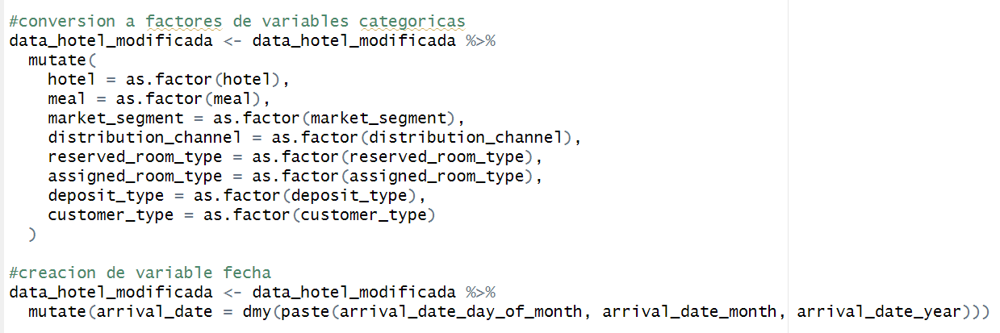 #conversion a factores de variables categoricas
data_hotel_modificada <- data_hotel_modificada %>%
  mutate(
    hotel = as.factor(hotel),
    meal = as.factor(meal),
    market_segment = as.factor(market_segment),
    distribution_channel = as.factor(distribution_channel),
    reserved_room_type = as.factor(reserved_room_type),
    assigned_room_type = as.factor(assigned_room_type),
    deposit_type = as.factor(deposit_type),
    customer_type = as.factor(customer_type)
  )
#creacion de variable fecha
data_hotel_modificada <- data_hotel_modificada %>%
  mutate(arrival_date = dmy(paste(arrival_date_day_of_month, arrival_date_month, arrival_date_year)))